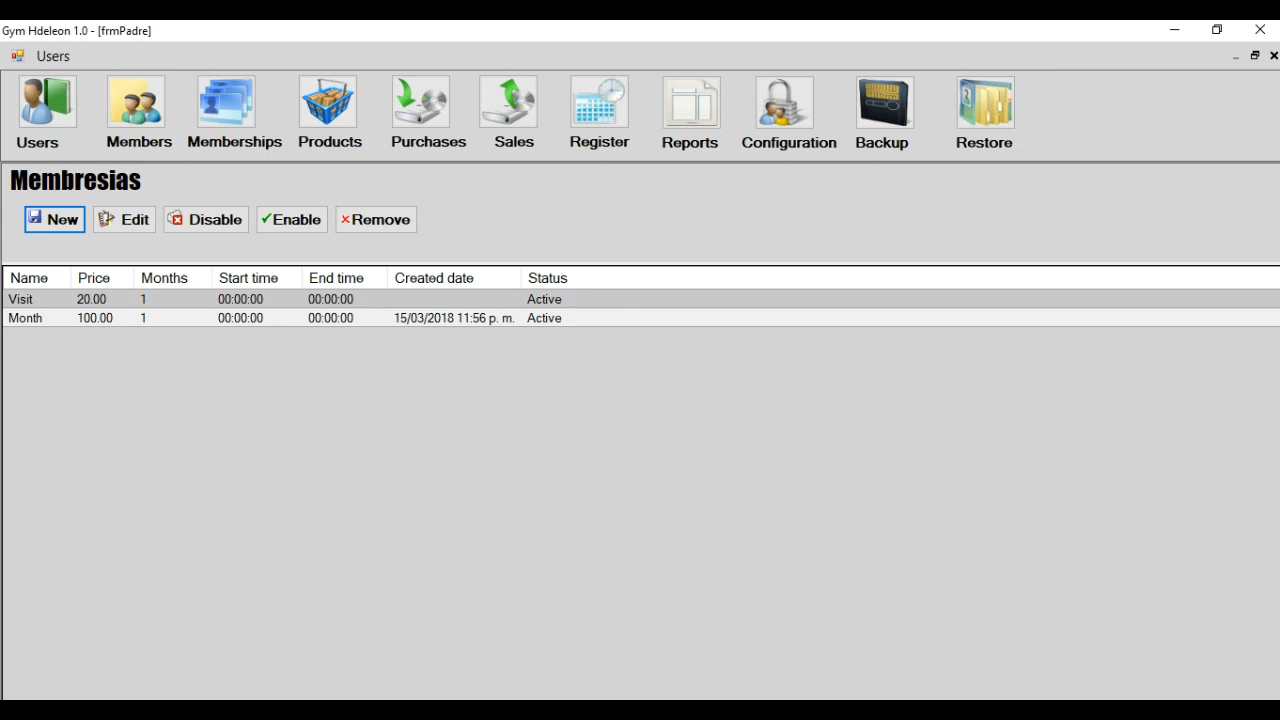 Gym Hdeleon 1.0 - [frmPadre]
Users
Users Members Memberships Products Purchases Sales Register Reports Configuration Backup Restore
Membresias
New Edit Disable Enable Remove
Name Price Months Start time End time Created date Status
Visit 20.00 1 00:00:00 00:00:00 Active
Month 100.00 1 00:00:00 00:00:00 15/03/2018 11:56 p. m. Active